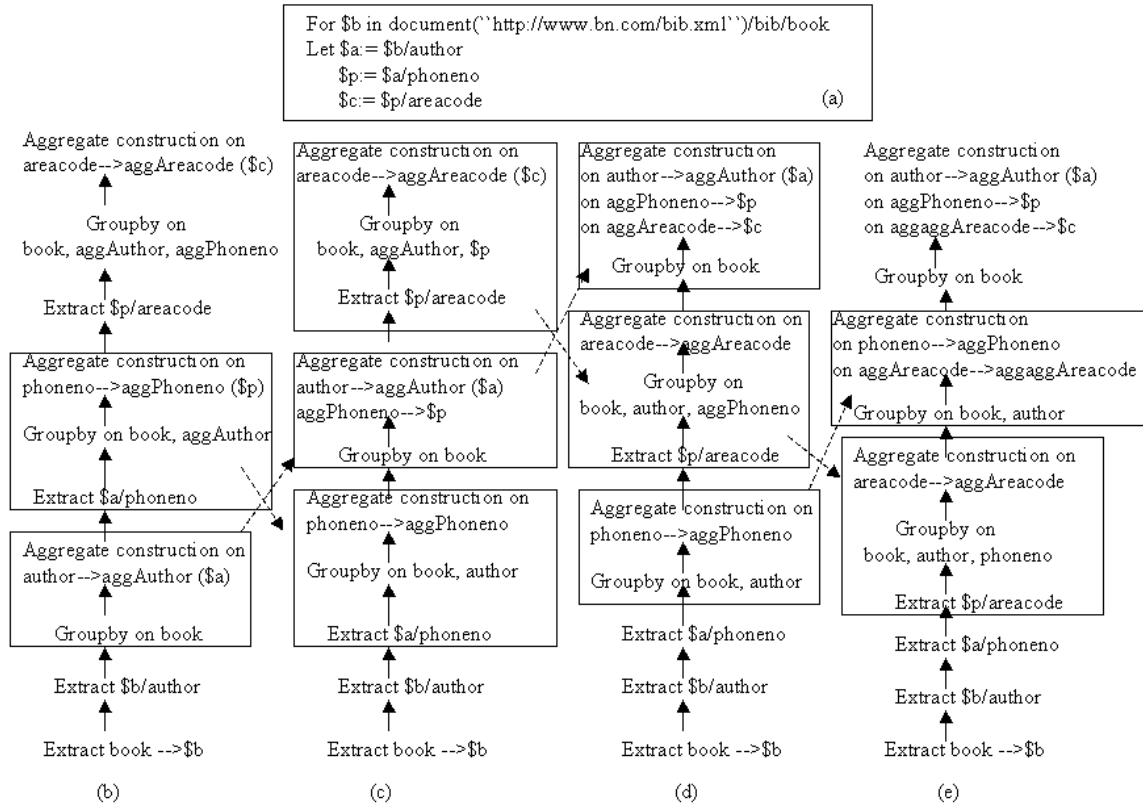 For $b in document(``http://www.bn.com/bib.xml``)/bib/book
Let $a:= $b/author
$p:= $a/phoneno
$c:= $p/areacode
(a)
Aggregate construction on
areacode-->aggAreacode ($c)
Groupby on
book, aggAuthor, aggPhoneno
Extract $p/areacode
Aggregate construction on
phoneno-->aggPhoneno ($p)
Groupby on book, aggAuthor
Extract $a/phoneno
Aggregate construction on
author-->aggAuthor ($a)
Groupby on book
Extract $b/author
Extract book -->$b
(b)
Aggregate construction on
areacode-->aggAreacode ($c)
Groupby on
book, aggAuthor, $p
Extract $p/areacode
Aggregate construction on
author-->aggAuthor ($a)
aggPhoneno-->$p
Groupby on book
Aggregate construction on
phoneno-->aggPhoneno
Groupby on book, author
Extract $a/phoneno
Extract $b/author
Extract book -->$b
(c)
Aggregate construction
on author-->aggAuthor ($a)
on aggPhoneno-->$p
on aggAreacode-->$c
Groupby on book
Aggregate construction on
areacode-->aggAreacode
Groupby on
book, author, aggPhoneno
Extract $p/areacode
Aggregate construction on
phoneno-->aggPhoneno
Groupby on book, author
Extract $a/phoneno
Extract $b/author
Extract book -->$b
(d)
Aggregate construction
on author-->aggAuthor ($a)
on aggPhoneno-->$p
on aggaggAreacode-->$c
Groupby on book
Aggregate construction
on phoneno-->aggPhoneno
on aggAreacode-->aggaggAreacode
Groupby on book, author
Aggregate construction on
areacode-->aggAreacode
Groupby on
book, author, phoneno
Extract $p/areacode
Extract $a/phoneno
Extract $b/author
Extract book -->$b
(e)